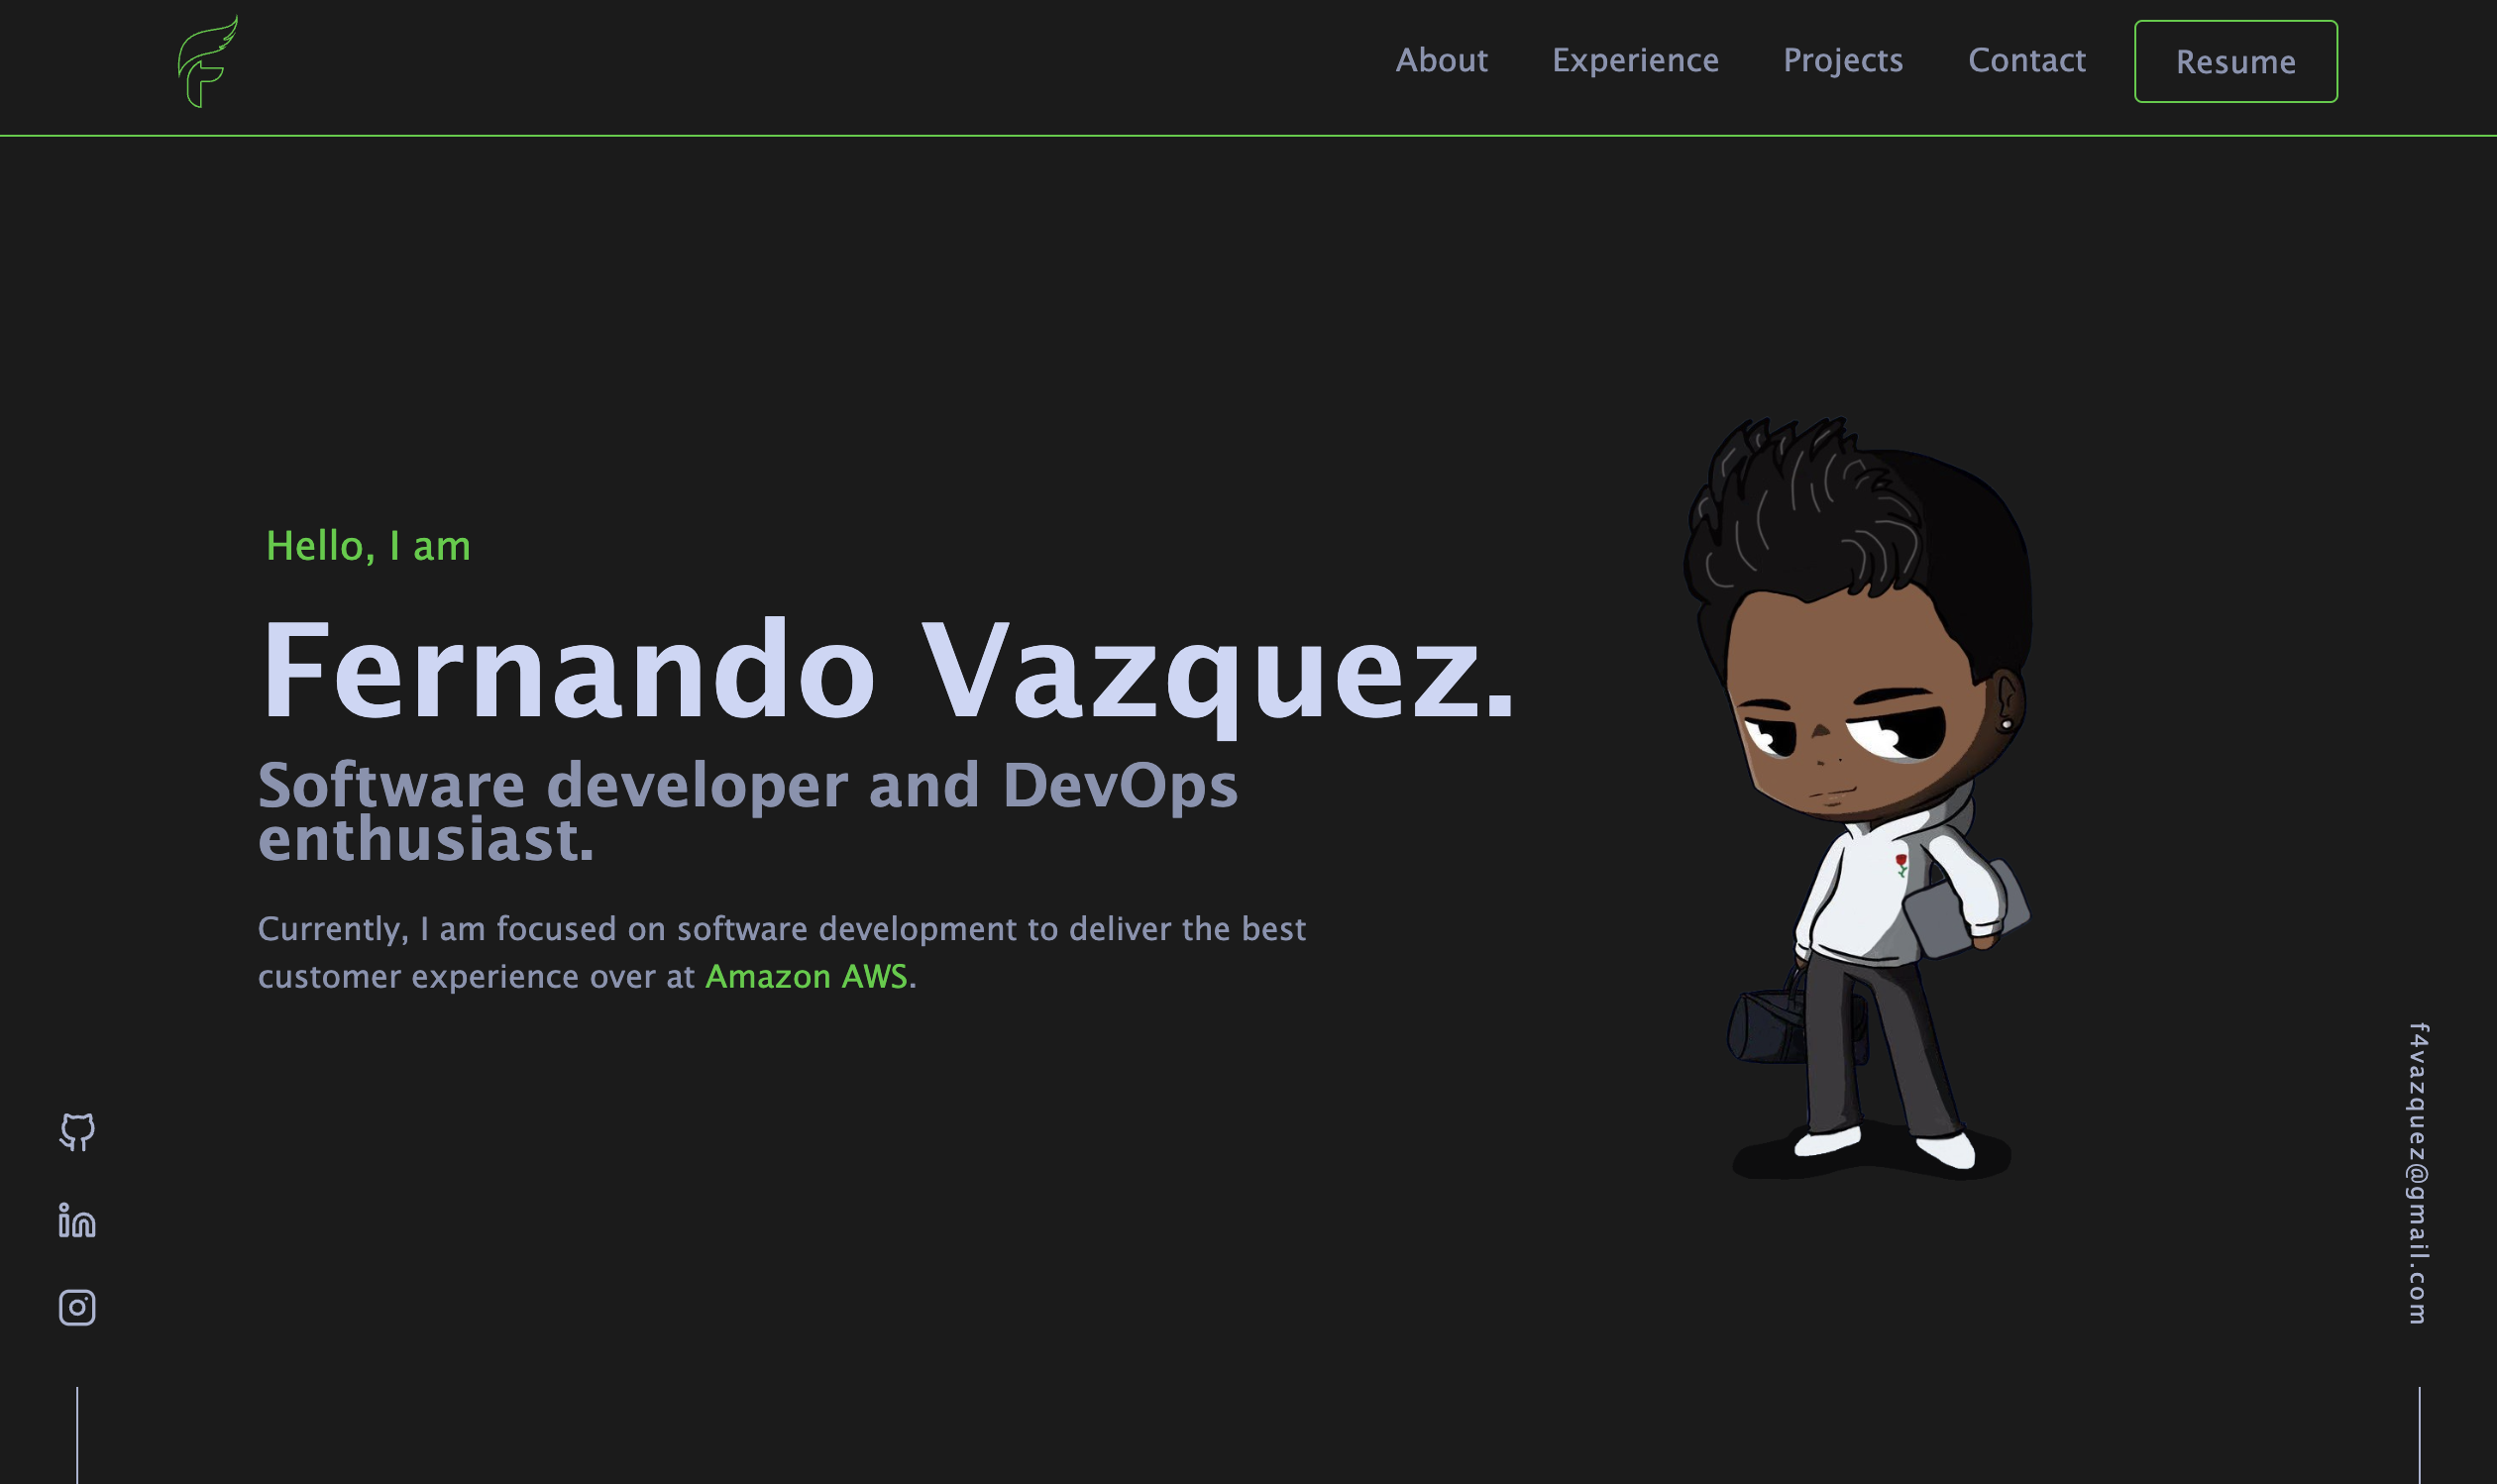 About Experience Projects Contact Resume
Hello, I am
Fernando Vazquez.
Software developer and DevOps
enthusiast.
Currently, I am focused on software development to deliver the best
customer experience over at Amazon AWS.
f4vazquez@gmail.com